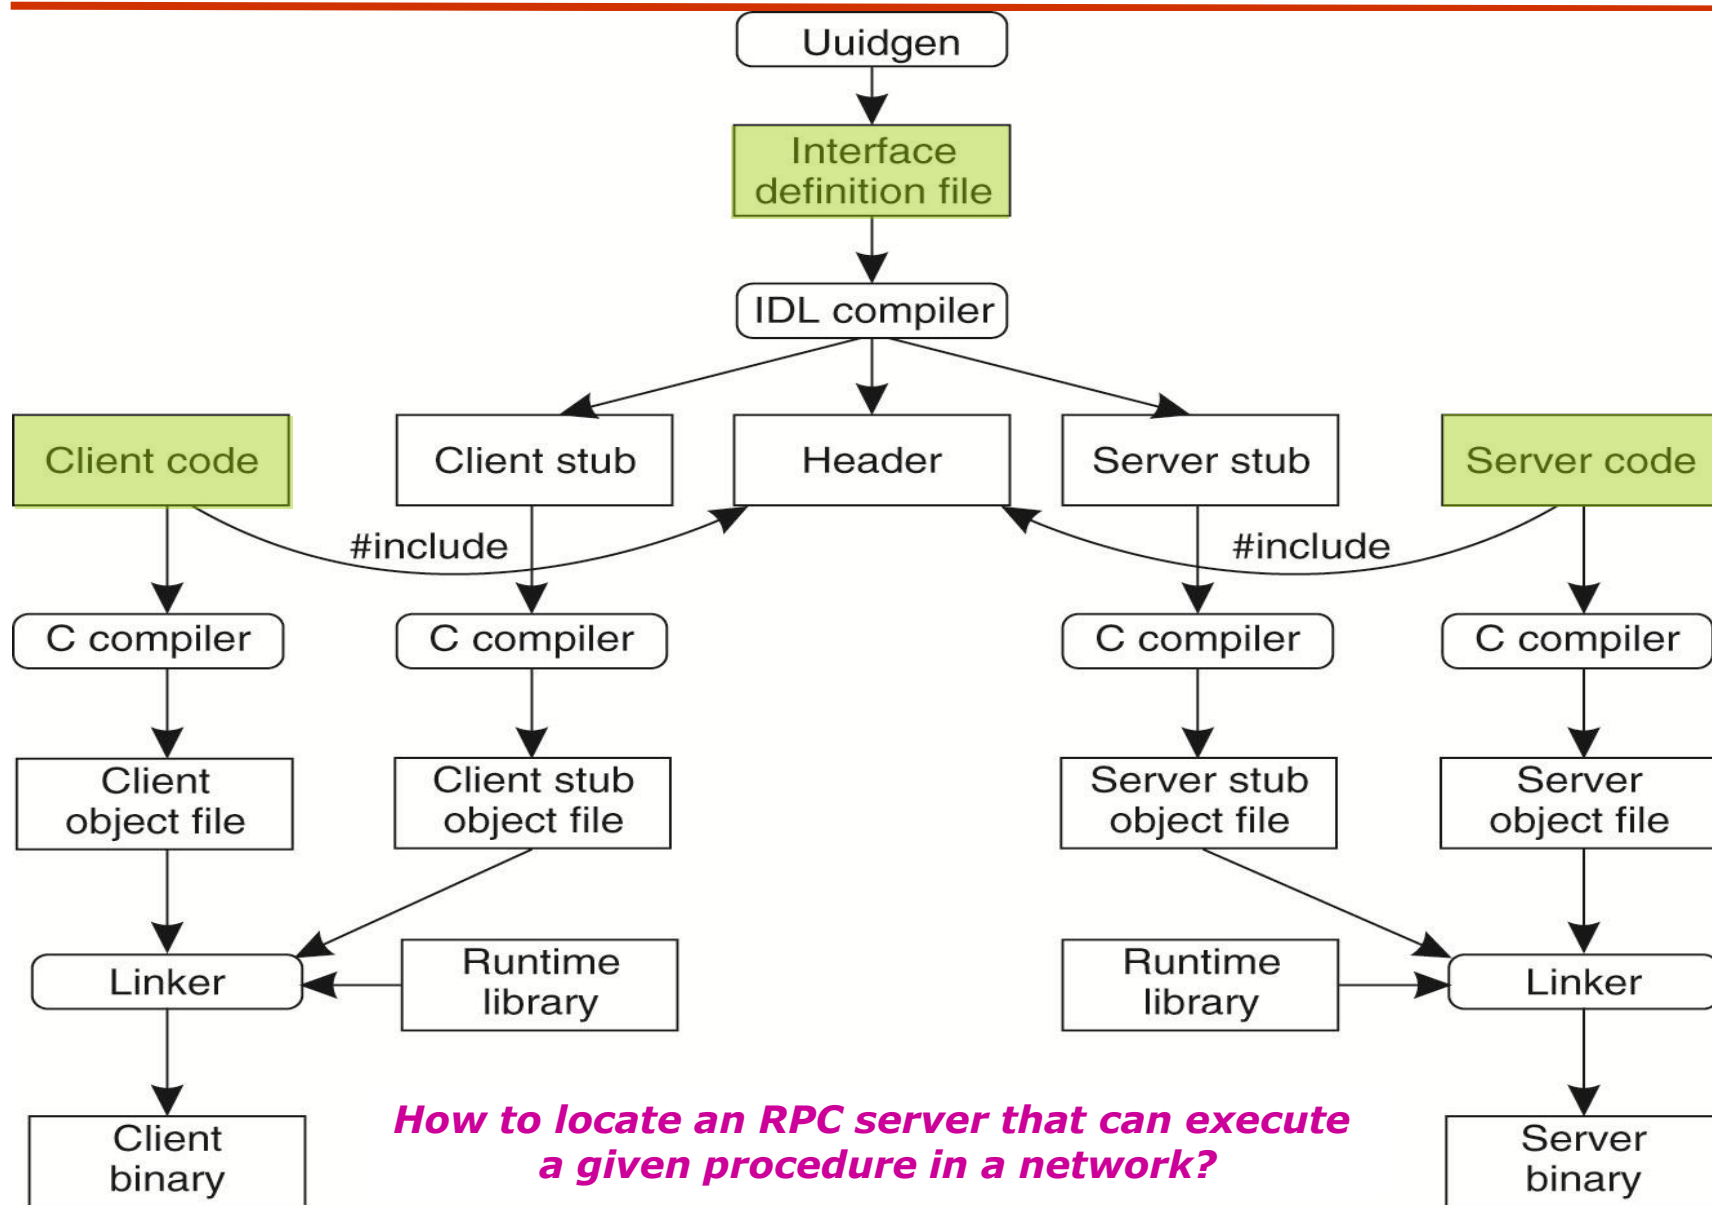 Uuidgen
Interface
definition file
IDL compiler
Client code
Client stub
Header
Server stub
Server code
#include
#include
C compiler
C compiler
C compiler
C compiler
Client
object file
Client stub
object file
Server stub
object file
Server
object file
Linker
Runtime
library
Runtime
library
Linker
Client
binary
How to locate an RPC server that can execute
a given procedure in a network?
Server
binary